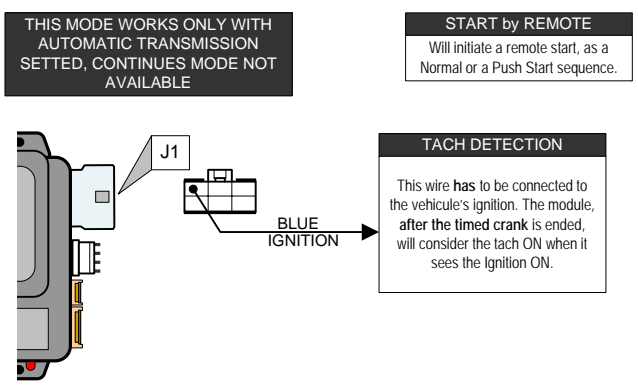 THIS MODE WORKS ONLY WITH
AUTOMATIC TRANSMISSION
SETTED, CONTINUES MODE NOT
AVAILABLE
START by REMOTE
Will initiate a remote start, as a
Normal or a Push Start sequence.
J1
BLUE
IGNITION
TACH DETECTION
This wire has to be connected to
the vehicule's ignition. The module,
after the timed crank is ended,
will consider the tach ON when it
sees the Ignition ON.